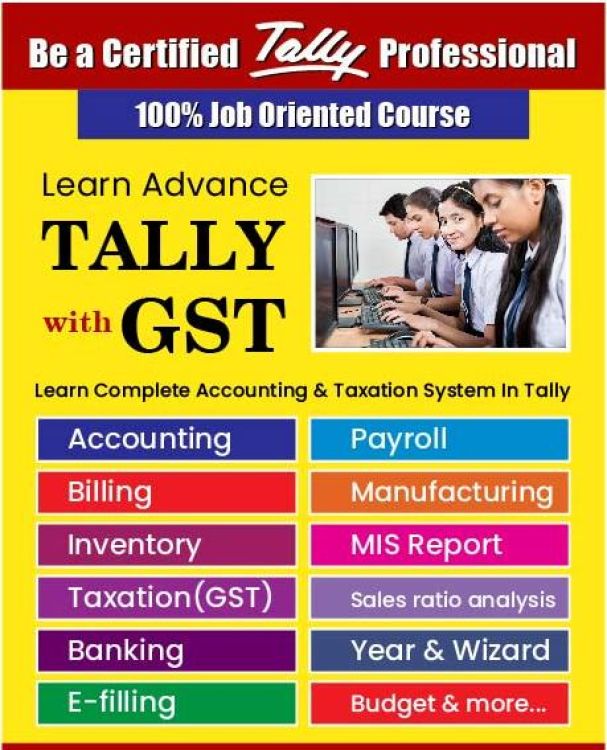 Be a Certified Tally Professional
100% Job Oriented Course
Learn Advance
TALLY
with GST
Learn Complete Accounting & Taxation System In Tally
Accounting
Payroll
Billing
Manufacturing
Inventory
MIS Report
Taxation(GST)
Sales ratio analysis
Banking
Year & Wizard
E-filling
Budget & more...